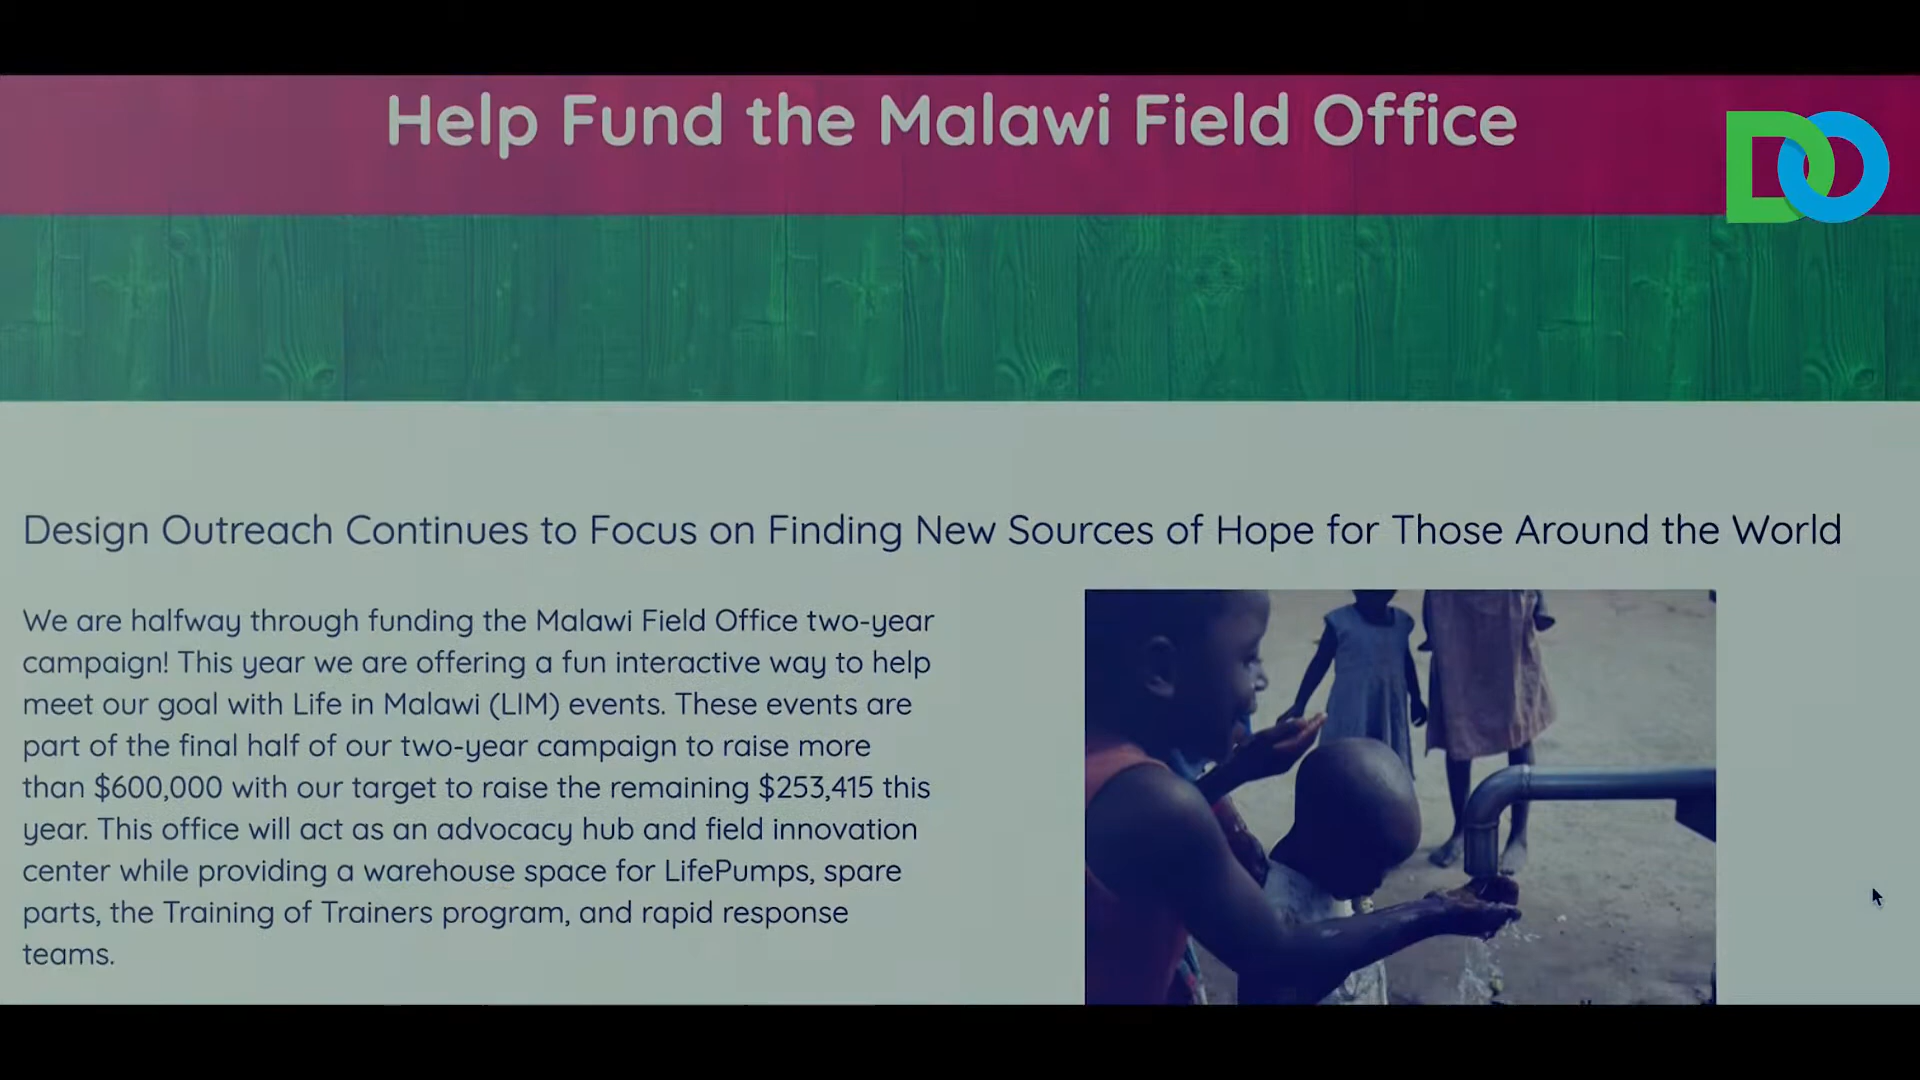 Help Fund the Malawi Field Office
DO
Design Outreach Continues to Focus on Finding New Sources of Hope for Those Around the World
We are halfway through funding the Malawi Field Office two-year
campaign! This year we are offering a fun interactive way to help
meet our goal with Life in Malawi (LIM) events. These events are
part of the final half of our two-year campaign to raise more
than $600,000 with our target to raise the remaining $253,415 this
year. This office will act as an advocacy hub and field innovation
center while providing a warehouse space for LifePumps, spare
parts, the Training of Trainers program, and rapid response
teams.